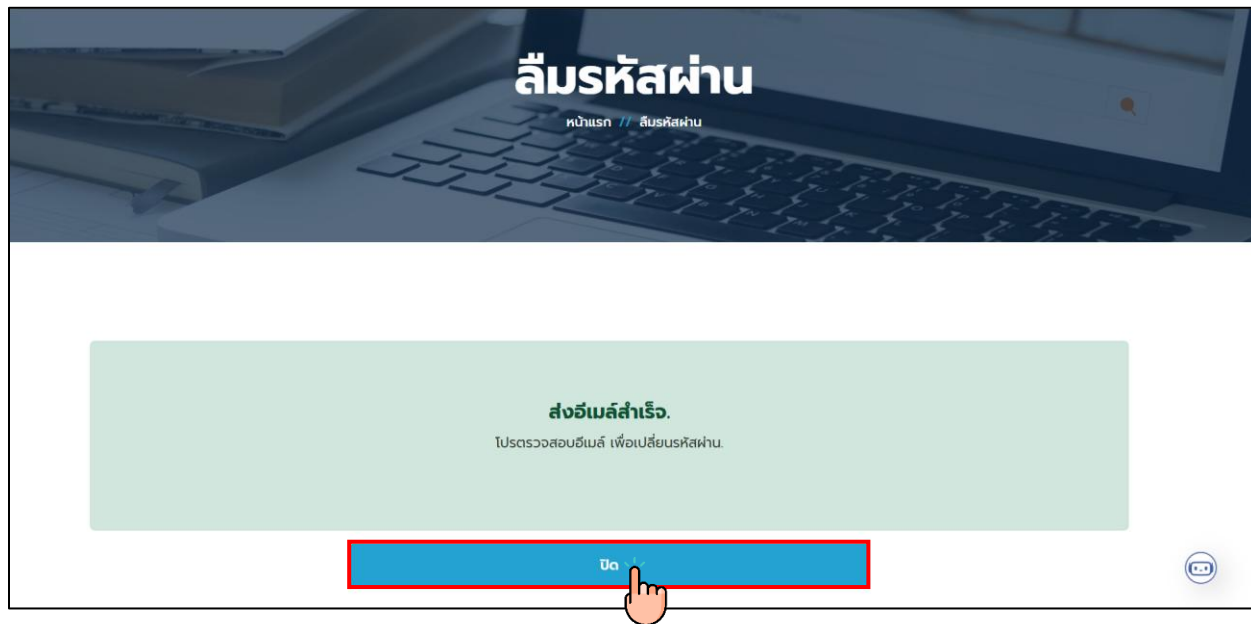 ลืมรหัสผ่าน
หน้าแรก // ลืมรหัสผ่าน
ส่งอีเมล์สำเร็จ.
โปรตรวจสอบอีเมล์ เพื่อเปลี่ยนรหัสผ่าน.
ปิด